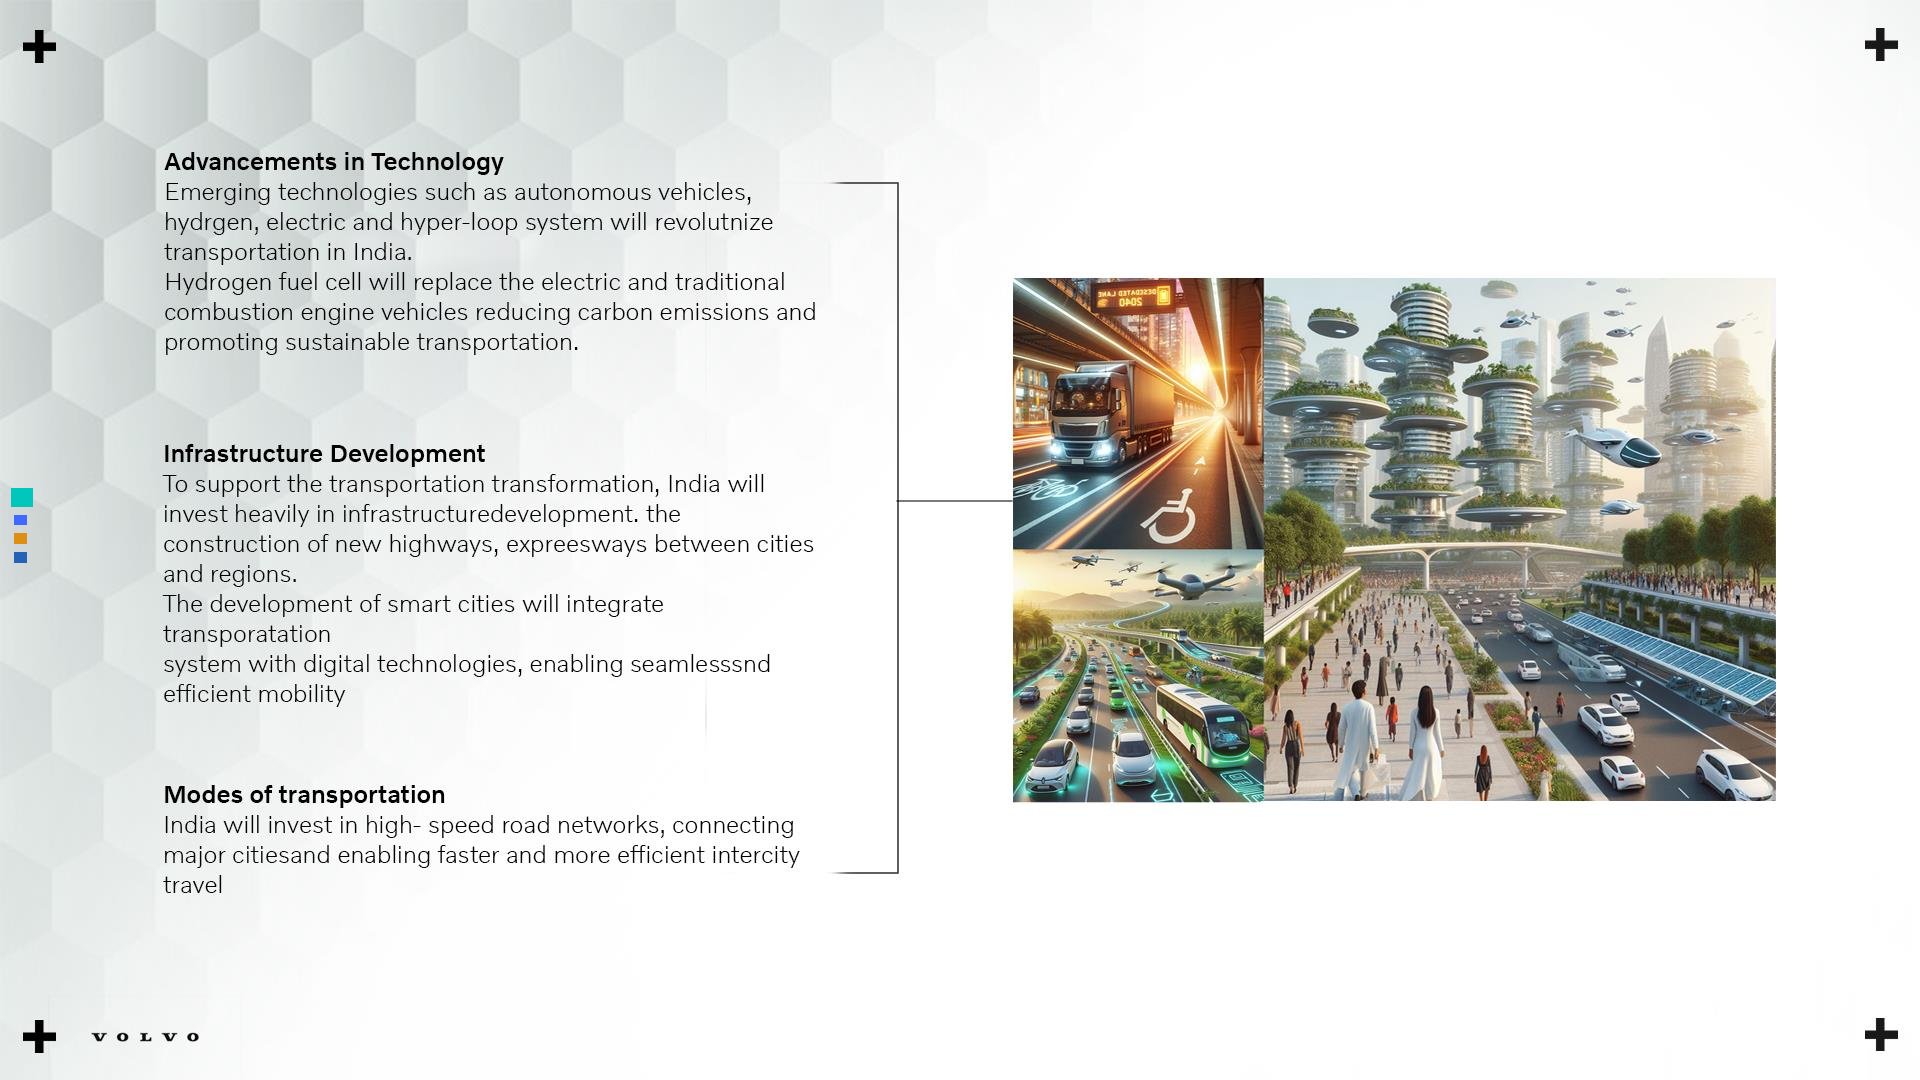 Advancements in Technology
Emerging technologies such as autonomous vehicles,
hydrgen, electric and hyper-loop system will revolutnize
transportation in India.
Hydrogen fuel cell will replace the electric and traditional
combustion engine vehicles reducing carbon emissions and
promoting sustainable transportation.
Infrastructure Development
To support the transportation transformation, India will
invest heavily in infrastructuredevelopment. the
construction of new highways, expreesways between cities
and regions.
The development of smart cities will integrate
transporatation
system with digital technologies, enabling seamlesssnd
efficient mobility
Modes of transportation
India will invest in high- speed road networks, connecting
major citiesand enabling faster and more efficient intercity
travel
DESEDATED LANE
2040
VOLVO